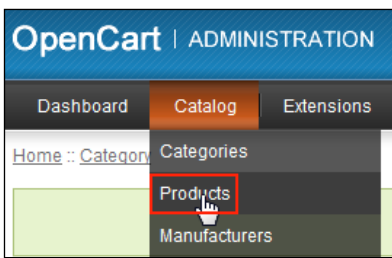 OpenCart | ADMINISTRATION
Dashboard Catalog Extensions
Home :: Category
Categories
Products
Manufacturers